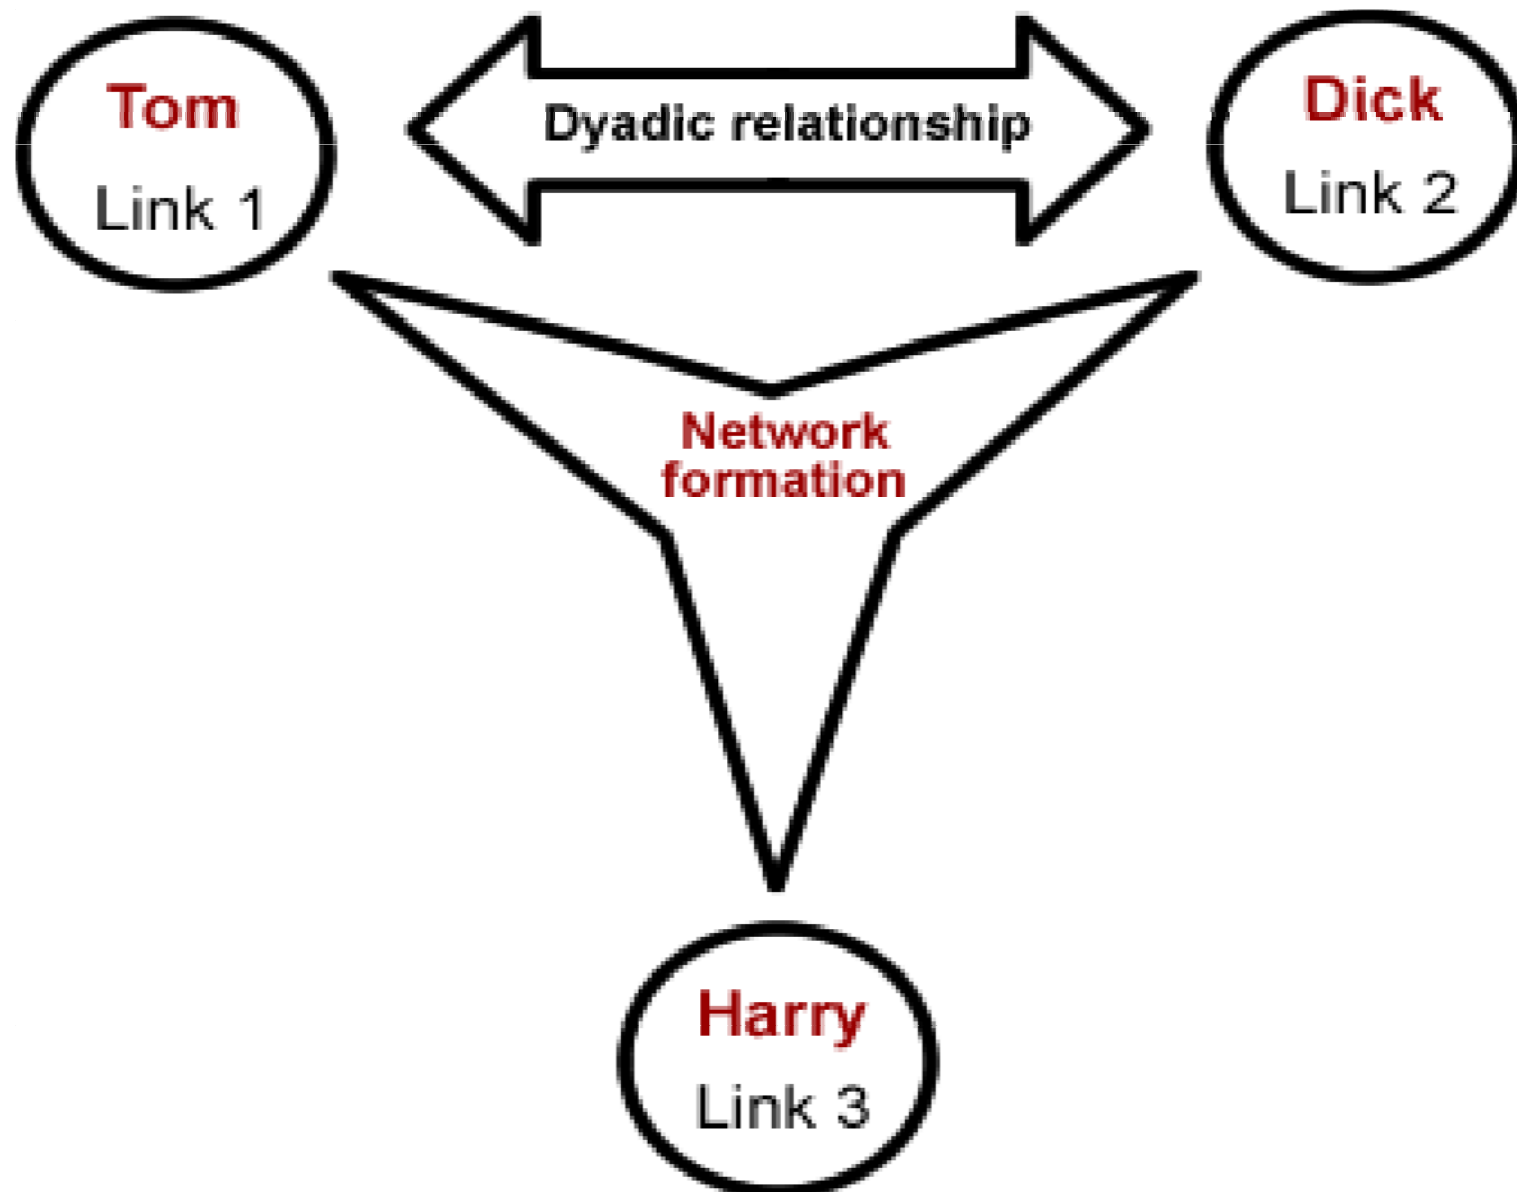 Tom
Link 1
Dyadic relationship
Dick
Link 2
Network
formation
Harry
Link 3